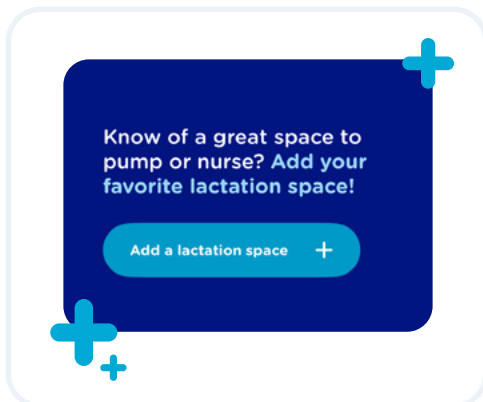 Know of a great space to
pump or nurse? Add your
favorite lactation space!
Add a lactation space +